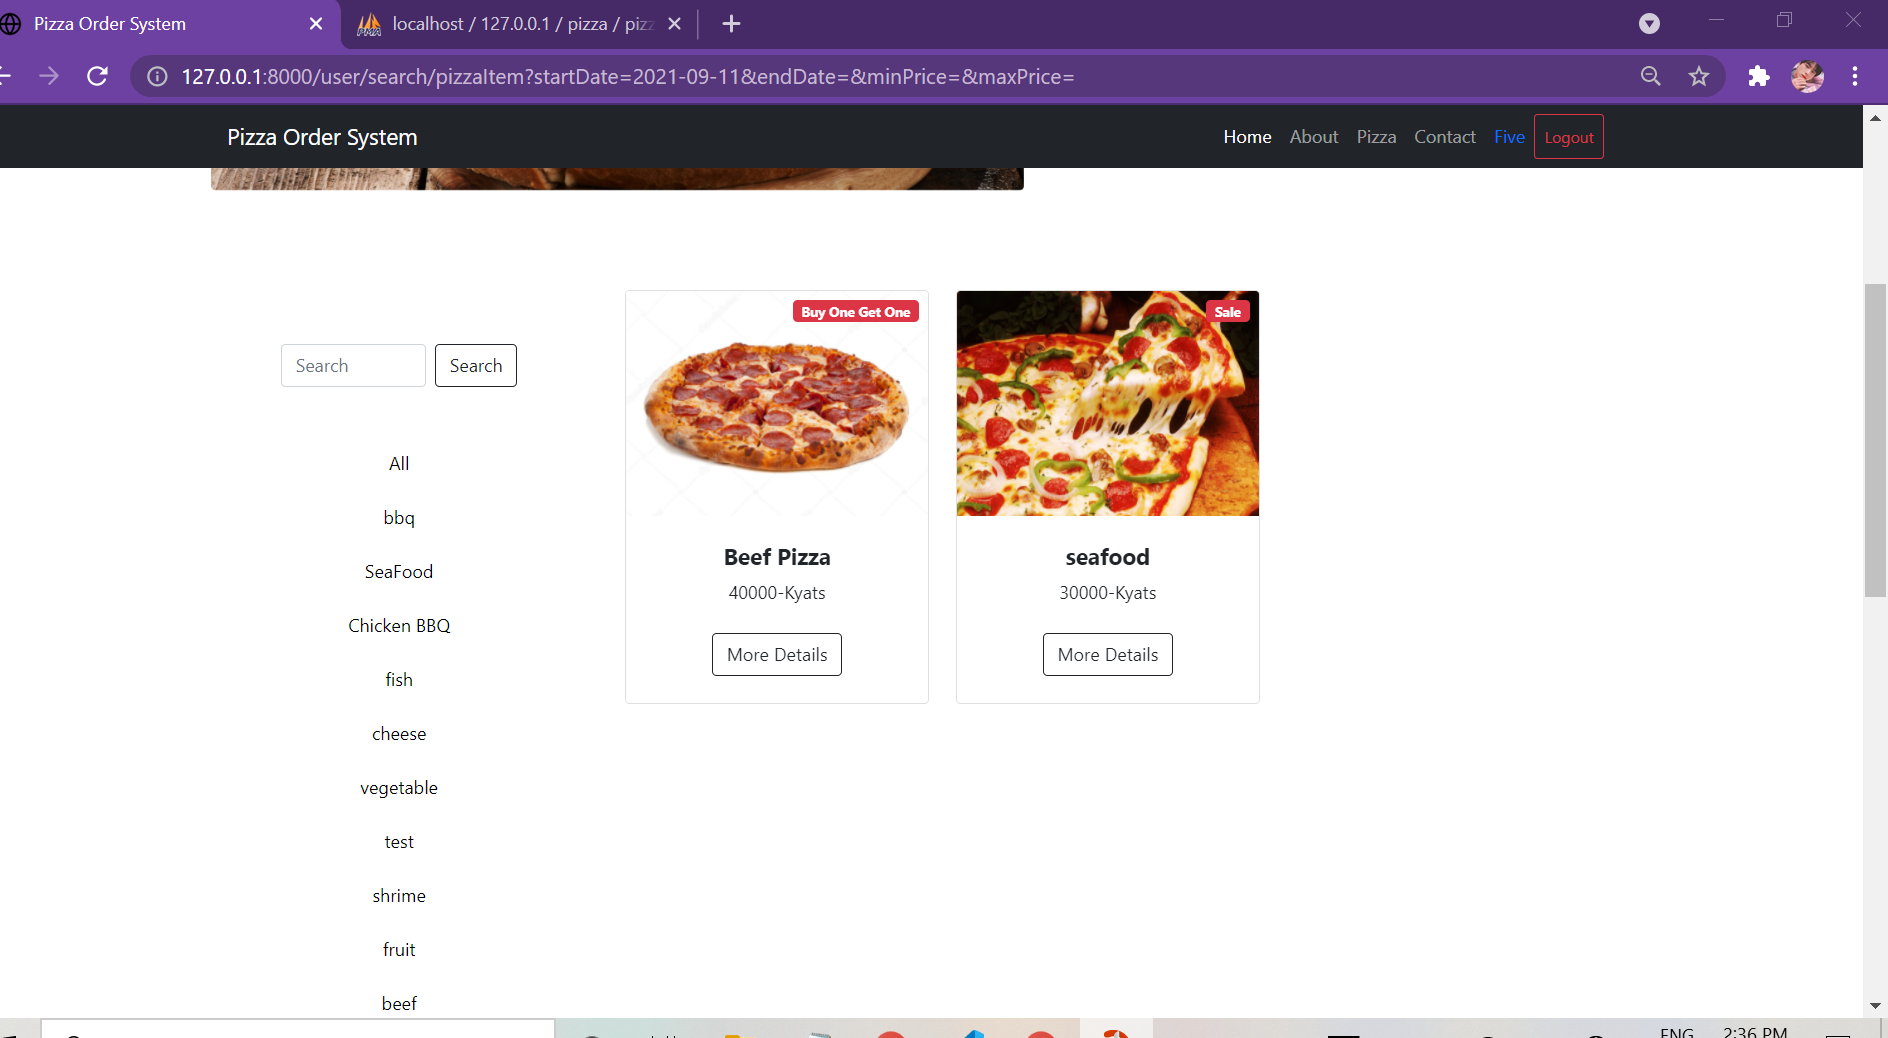 Pizza Order System
localhost / 127.0.0.1 / pizza / pizz
127.0.0.1:8000/user/search/pizzaItem?startDate=2021-09-11&endDate=&minPrice=&maxPrice=
Pizza Order System
Home About Pizza Contact Five Logout
Buy One Get One
Sale
Search Search
All
bbq
SeaFood
Chicken BBQ
fish
cheese
vegetable
test
shrime
fruit
beef
Beef Pizza
40000-Kyats
More Details
seafood
30000-Kyats
More Details
ENG 2:36 PM